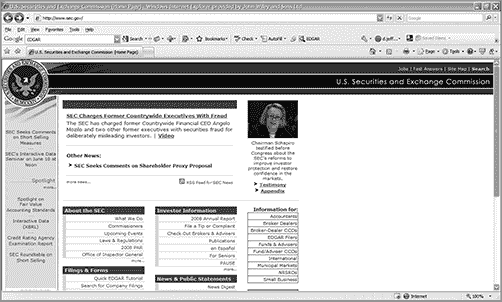 U.S. Securities and Exchange Commission (Home Page) - Windows Internet Explorer provided by John Wiley and Sons Ltd
http://www.sec.gov/
File Edit View Favorites Tools Help
EDGAR Search Check AutoFill EDGAR
U.S. Securities and Exchange Commission (Home Page)
Page Tools
Jobs | Fast Answers | Site Map | Search
U.S. Securities and Exchange Commission
SEC Seeks Comments
on Short Selling
Measures
SEC's Interactive Data
Seminar on June 10 at
Noon
Spotlight
more...
Spotlight on
Fair Value
Accounting Standards
Interactive Data
(XBRL)
Credit Rating Agency
Examination Report
SEC Roundtable on
Short Selling
SEC Charges Former Countrywide Executives With Fraud
The SEC has charged former Countrywide Financial CEO Angelo
Mozilo and two other former executives with securities fraud for
deliberately misleading investors. | Video
Other News:
SEC Seeks Comments on Shareholder Proxy Proposal
more news...
RSS Feed for SEC News
Chairman Schapiro
testified before
Congress about the
SEC's reforms to
improve investor
protection and restore
confidence in the
markets.
Testimony
Appendix
About the SEC
What We Do
Commissioners
Upcoming Events
Laws & Regulations
2008 PAR
Office of Inspector General
more...
Investor Information
2008 Annual Report
File a Tip or Complaint
Check Out Brokers & Advisers
Publications
en Español
For Seniors
PAUSE
more...
Information for:
Accountants
Broker Dealers
Broker-Dealer CCOs
EDGAR Filers
Funds & Advisers
Fund/Adviser CCOs
International
Municipal Markets
NRSROs
Small Business
Filings & Forms
Quick EDGAR Tutorial
Search for Company Filings
News & Public Statements
News Digest
Internet
100%